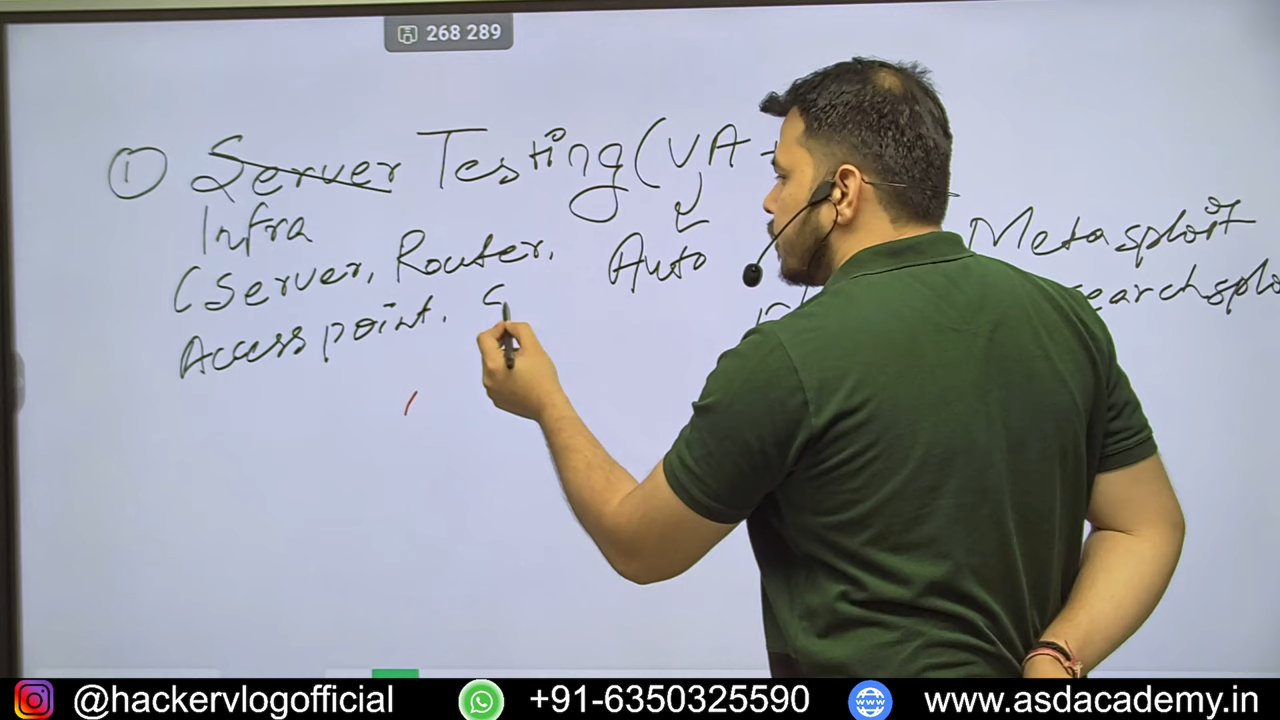 268 289
① Server Testing (VA +
Infra
(Server, Router,
Access point.
Auto
Metasploit
searchsplo
@hackervlogofficial
+91-6350325590
www.asdacademy.in